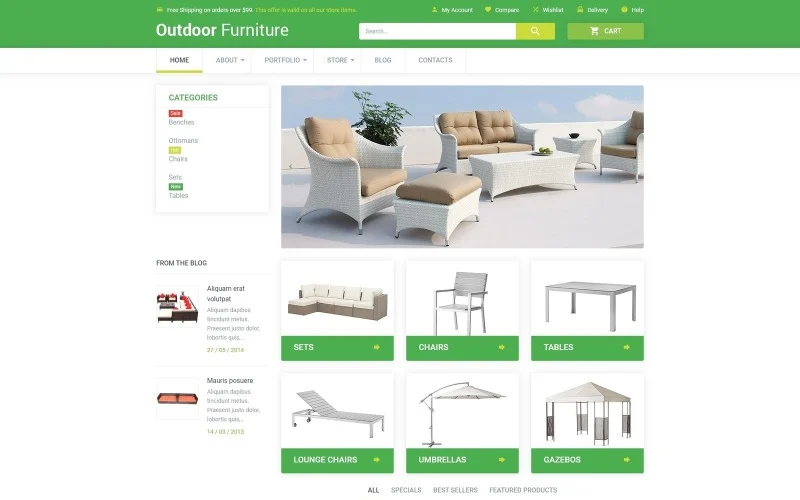 Free Shipping on orders over $99. This offer is valid on all our store items.
My Account
Compare
Wishlist
Delivery
Help
Outdoor Furniture
Search...
CART
HOME
ABOUT
PORTFOLIO
STORE
BLOG
CONTACTS
CATEGORIES
Sale
Benches
Ottomans
Hot
Chairs
Sets
New
Tables
FROM THE BLOG
Aliquam erat
volutpat
Aliquam dapibus
tincidunt metus.
Praesent justo dolor,
lobortis quis,...
27 / 05 / 2014
Mauris posuere
Aliquam dapibus
tincidunt metus.
Praesent justo dolor,
lobortis quis,...
14 / 03 / 2013
SETS
CHAIRS
TABLES
LOUNGE CHAIRS
UMBRELLAS
GAZEBOS
ALL
SPECIALS
BEST SELLERS
FEATURED PRODUCTS